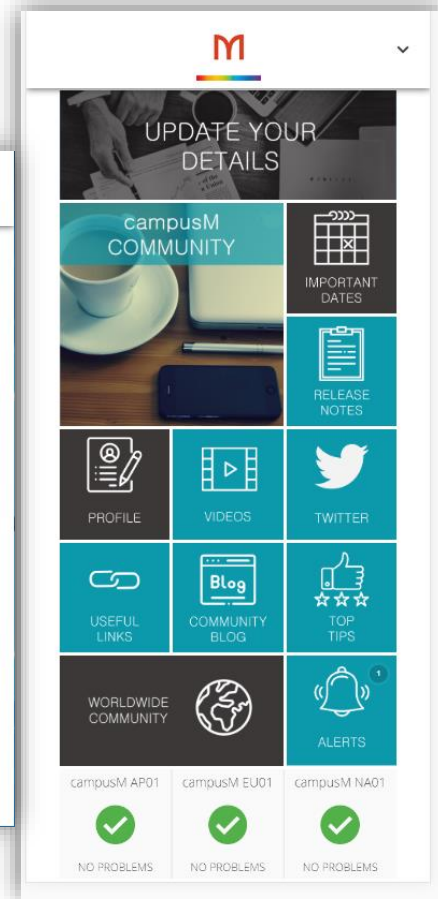 M
UPDATE YOUR
DETAILS
campusM
COMMUNITY
IMPORTANT
DATES
RELEASE
NOTES
PROFILE
VIDEOS
TWITTER
USEFUL
LINKS
Blog
COMMUNITY
BLOG
TOP
TIPS
WORLDWIDE
COMMUNITY
1
ALERTS
campusM AP01
campusM EU01
campusM NA01
NO PROBLEMS
NO PROBLEMS
NO PROBLEMS